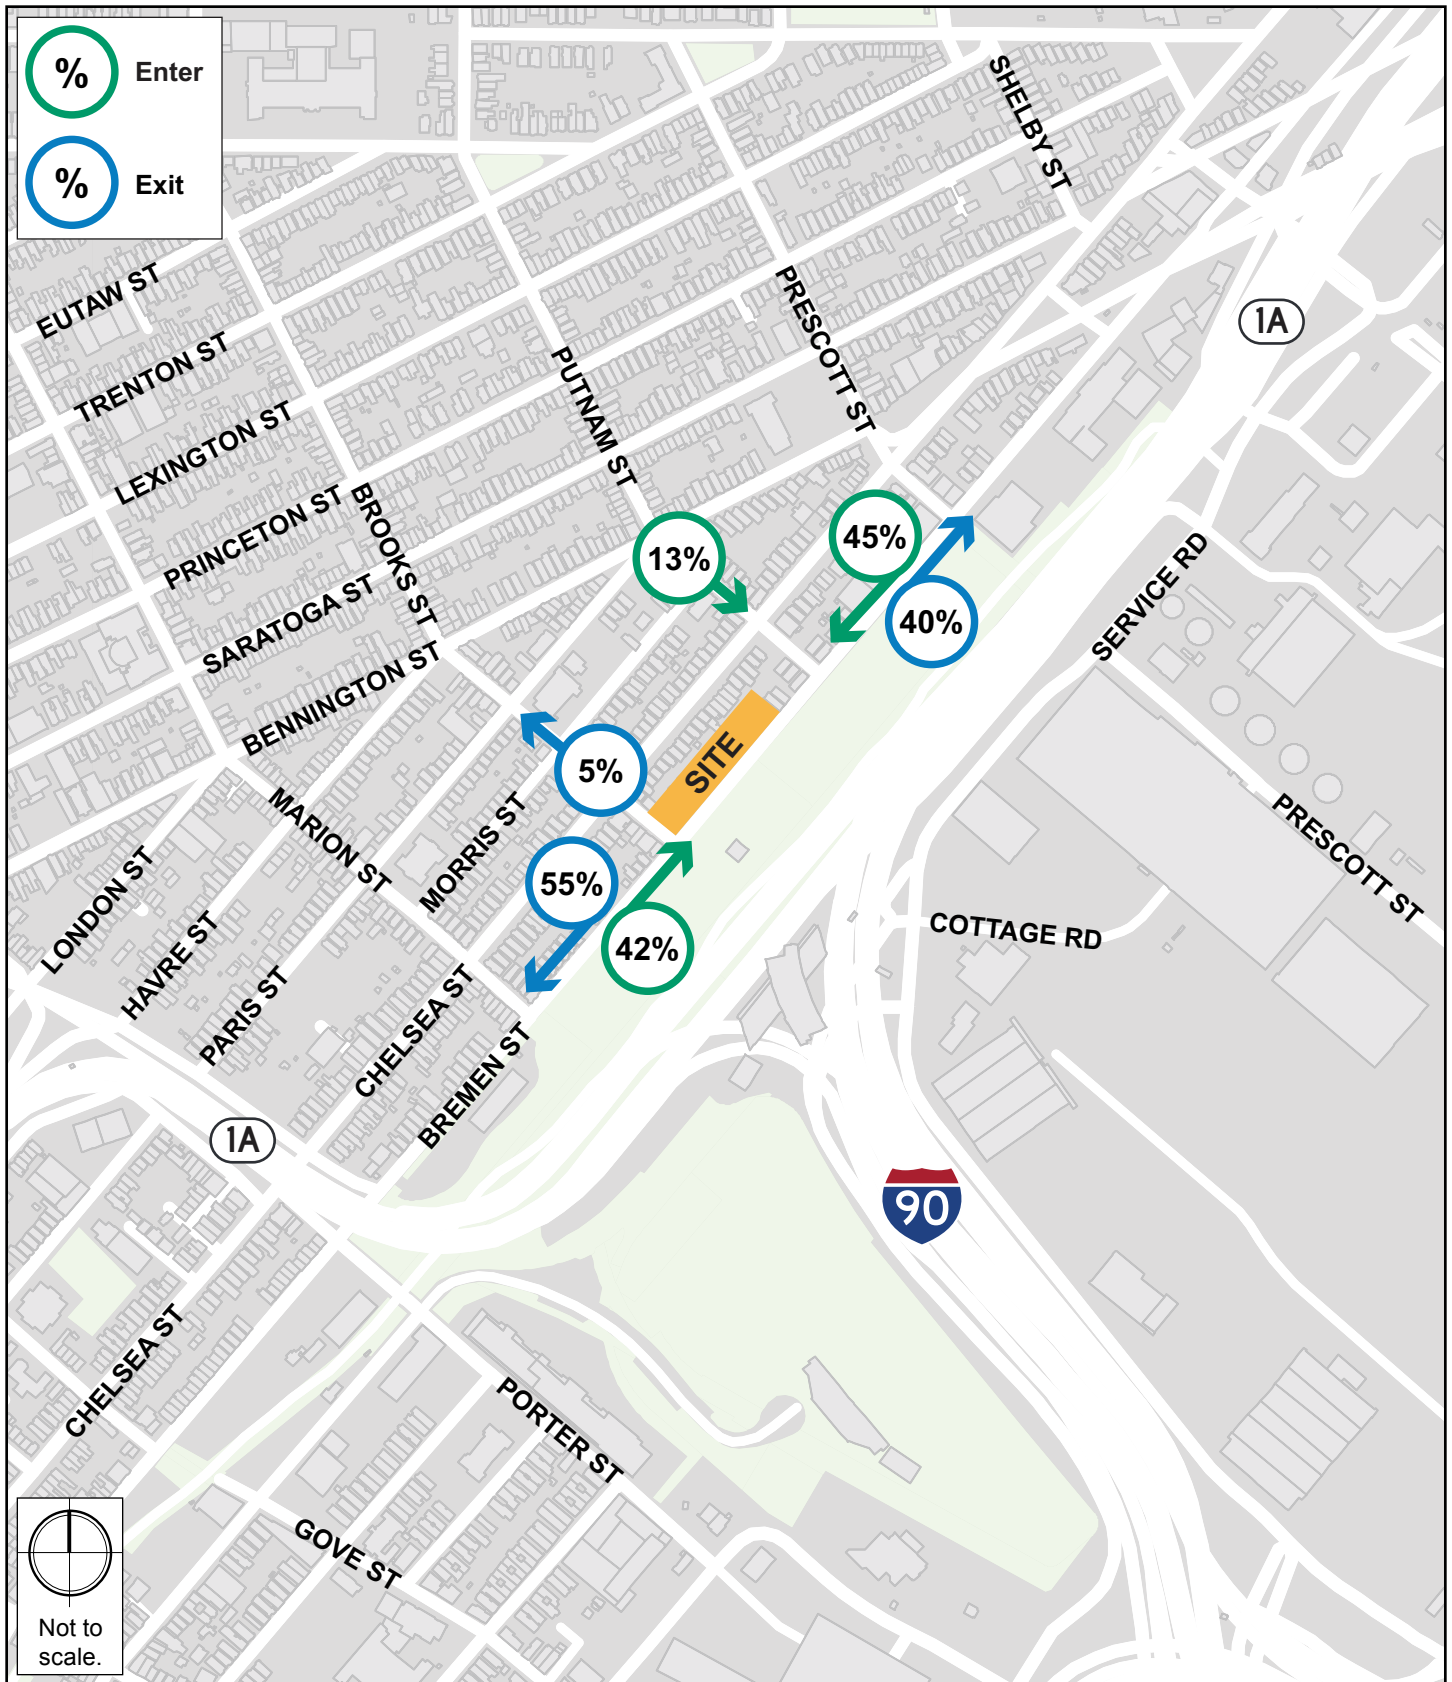 % Enter
% Exit
SHELBY ST
EUTAW ST
TRENTON ST
LEXINGTON ST
PRINCETON ST
SARATOGA ST
BENNINGTON ST
BROOKS ST
PUTNAM ST
PRESCOTT ST
1A
13%
45%
40%
SERVICE RD
5%
SITE
55%
42%
MARION ST
MORRIS ST
LONDON ST
HAVRE ST
PARIS ST
CHELSEA ST
BREMEN ST
COTTAGE RD
PRESCOTT ST
1A
90
CHELSEA ST
PORTER ST
GOVE ST
Not to
scale.